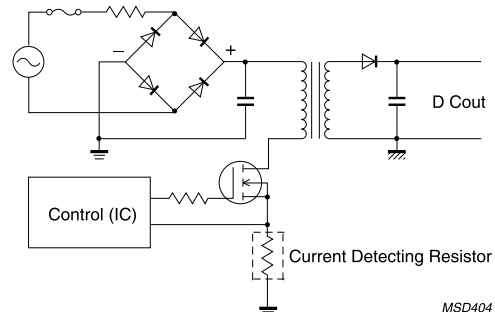 − +
D Cout
Control (IC)
Current Detecting Resistor
MSD404